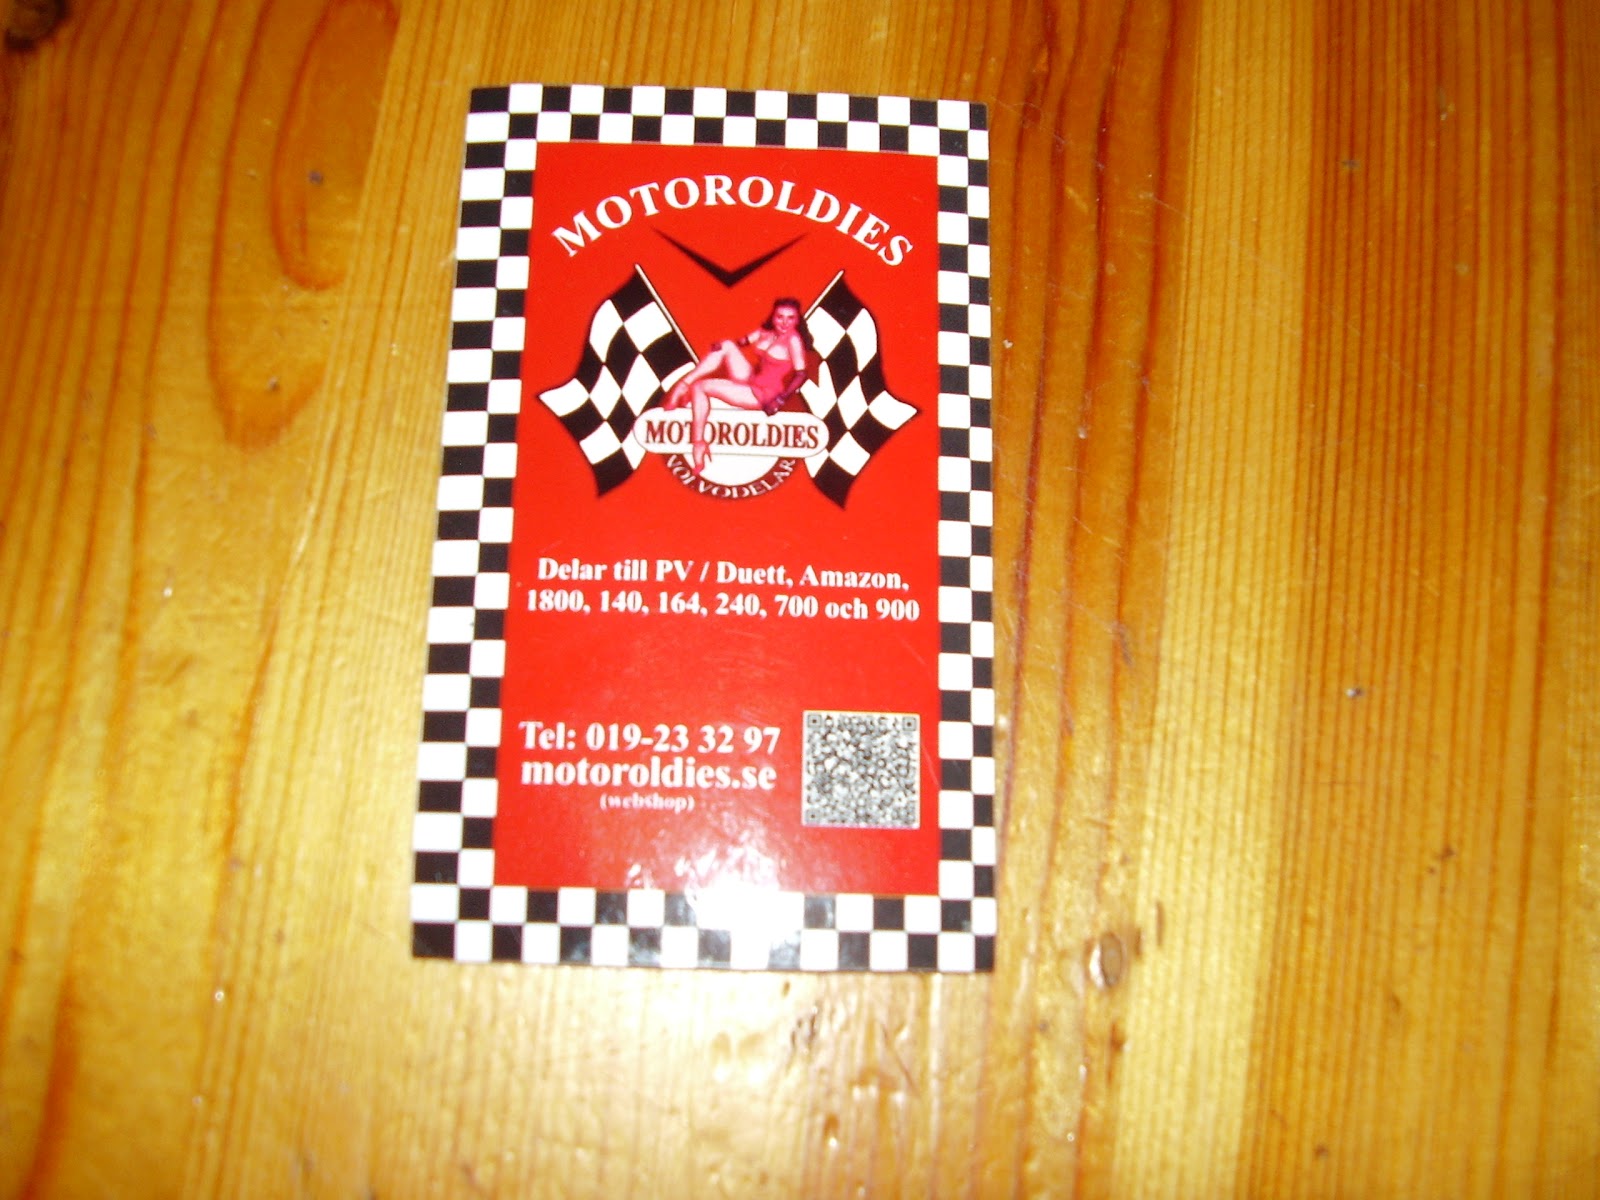 MOTOROLDIES
MOTOROLDIES
VOLVODELAR
Delar till PV / Duett, Amazon,
1800, 140, 164, 240, 700 och 900
Tel: 019-23 32 97
motoroldies.se
(webshop)